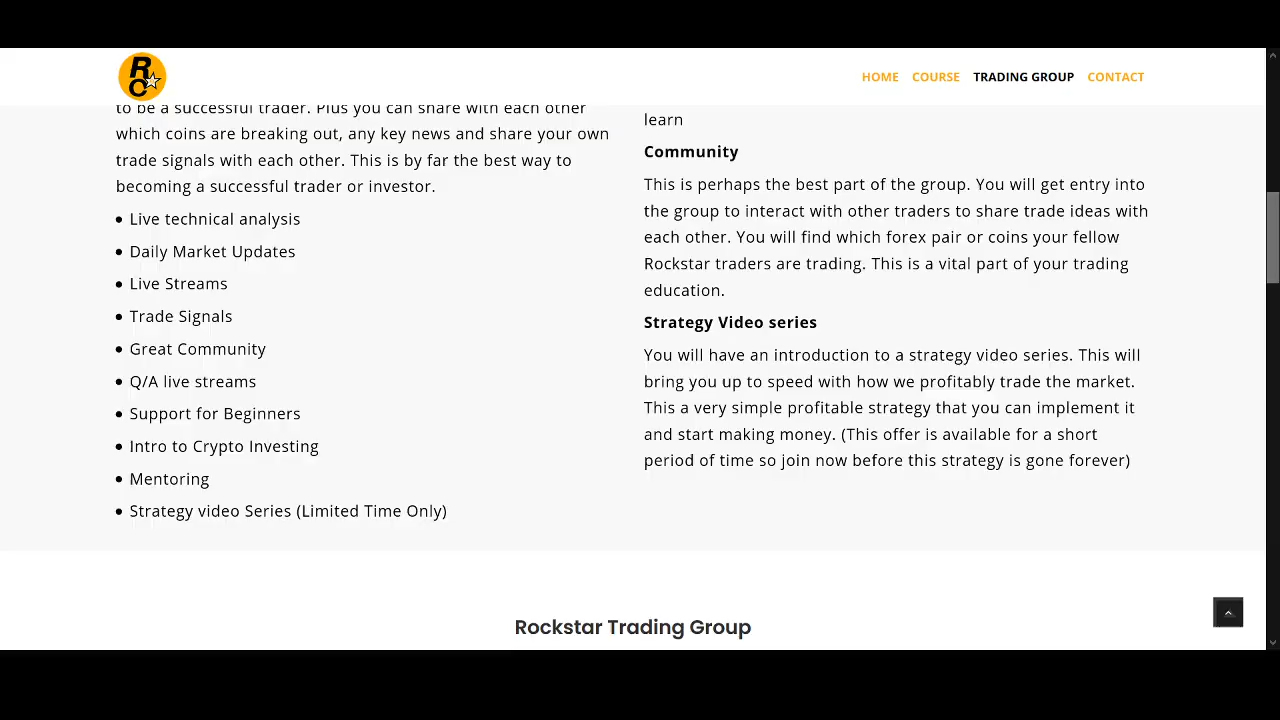 R
HOME COURSE TRADING GROUP CONTACT
to be a successful trader. Plus you can share with each other
which coins are breaking out, any key news and share your own
trade signals with each other. This is by far the best way to
becoming a successful trader or investor.
• Live technical analysis
• Daily Market Updates
• Live Streams
• Trade Signals
• Great Community
• Q/A live streams
• Support for Beginners
• Intro to Crypto Investing
• Mentoring
• Strategy video Series (Limited Time Only)
learn
Community
This is perhaps the best part of the group. You will get entry into
the group to interact with other traders to share trade ideas with
each other. You will find which forex pair or coins your fellow
Rockstar traders are trading. This is a vital part of your trading
education.
Strategy Video series
You will have an introduction to a strategy video series. This will
bring you up to speed with how we profitably trade the market.
This a very simple profitable strategy that you can implement it
and start making money. (This offer is available for a short
period of time so join now before this strategy is gone forever)
Rockstar Trading Group